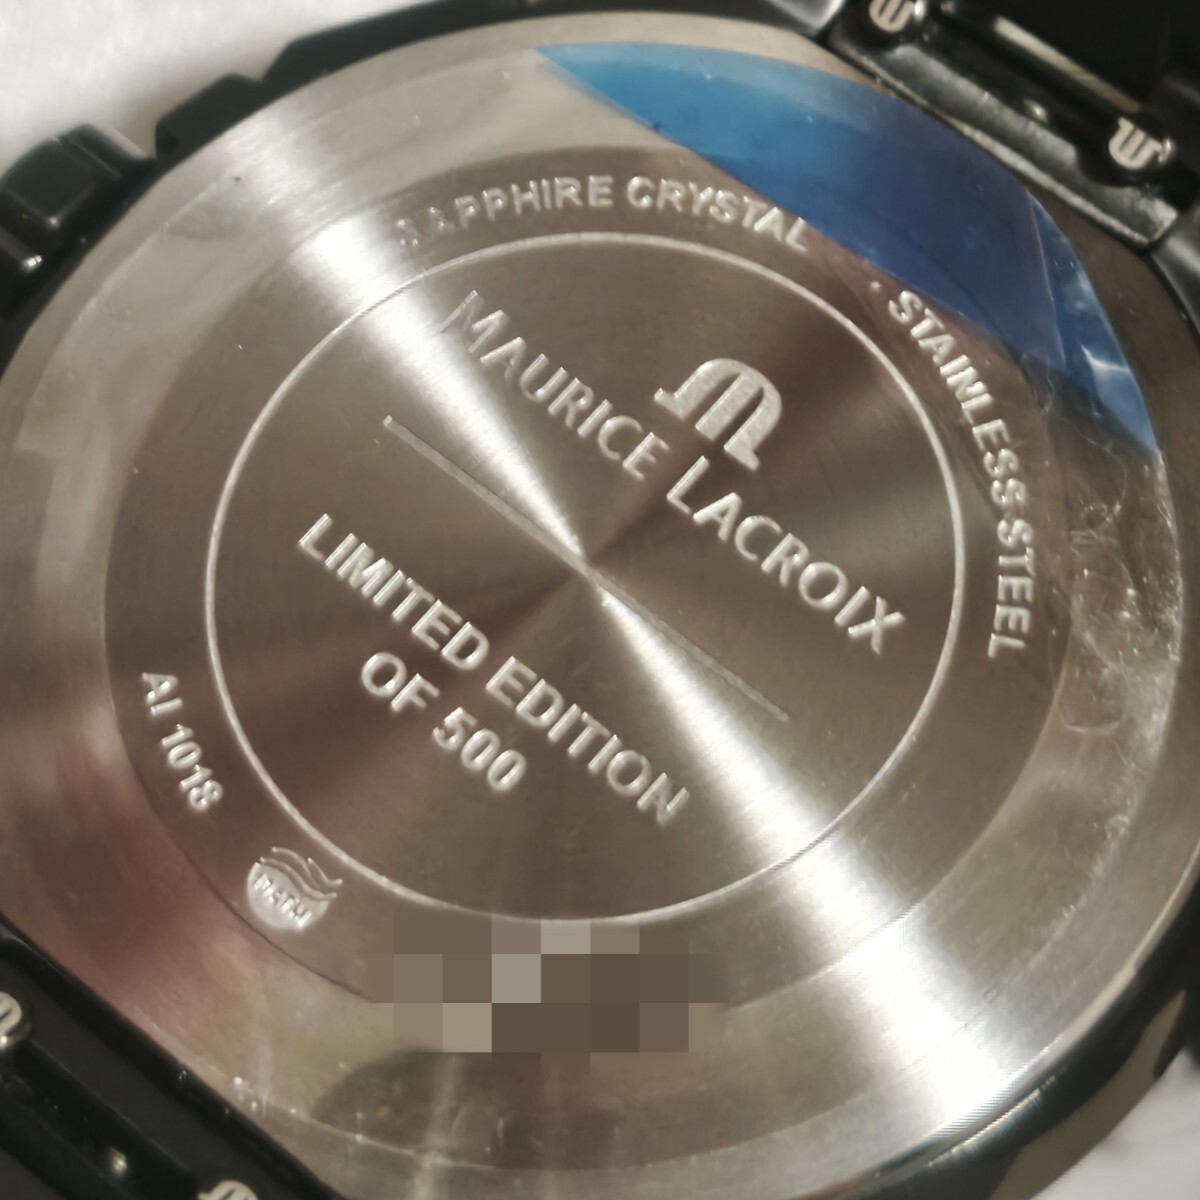 SAPPHIRE CRYSTAL · STAINLESS STEEL
MAURICE LACROIX
LIMITED EDITION
OF 500
AI 1018